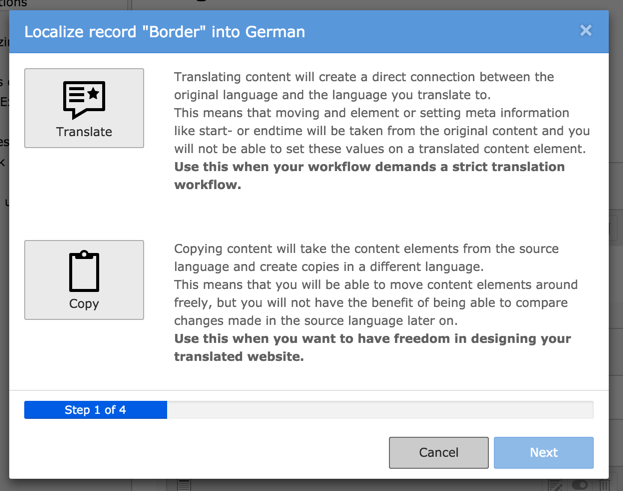 Localize record "Border" into German
×
Translate
Translating content will create a direct connection between the
original language and the language you translate to.
This means that moving and element or setting meta information
like start- or endtime will be taken from the original content and you
will not be able to set these values on a translated content element.
Use this when your workflow demands a strict translation
workflow.
Copy
Copying content will take the content elements from the source
language and create copies in a different language.
This means that you will be able to move content elements around
freely, but you will not have the benefit of being able to compare
changes made in the source language later on.
Use this when you want to have freedom in designing your
translated website.
Step 1 of 4
Cancel
Next